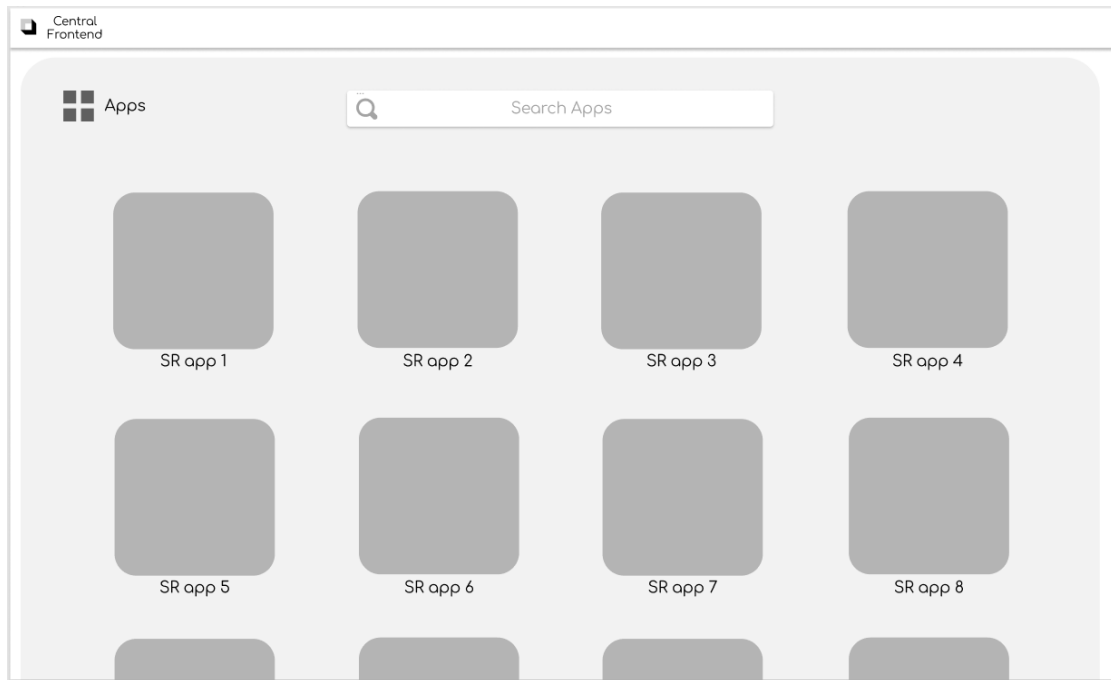 Central
Frontend
Apps
Search Apps
SR app 1
SR app 2
SR app 3
SR app 4
SR app 5
SR app 6
SR app 7
SR app 8